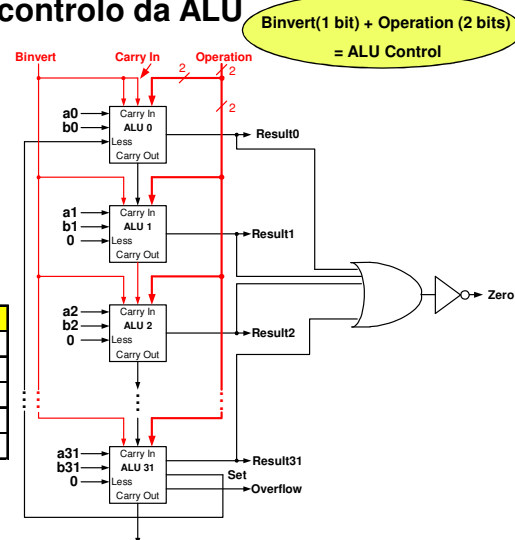 controlo da ALU
Binvert(1 bit) + Operation (2 bits)
= ALU Control
Binvert
Carry In
Operation
2
2
2
a0
b0
Carry In
ALU 0
Less
Carry Out
Result0
a1
b1
0
Carry In
ALU 1
Less
Carry Out
Result1
a2
b2
0
Carry In
ALU 2
Less
Carry Out
Result2
Zero
a31
b31
0
Carry In
ALU 31
Less
Carry Out
Result31
Set
Overflow